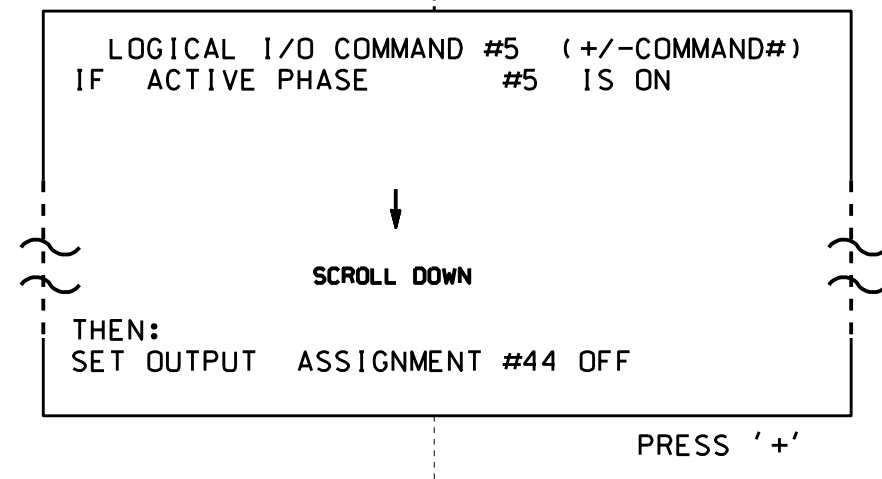 LOGICAL I/O COMMAND #5 (+/-COMMAND#)
IF ACTIVE PHASE #5 IS ON
SCROLL DOWN
THEN:
SET OUTPUT ASSIGNMENT #44 OFF
PRESS '+'